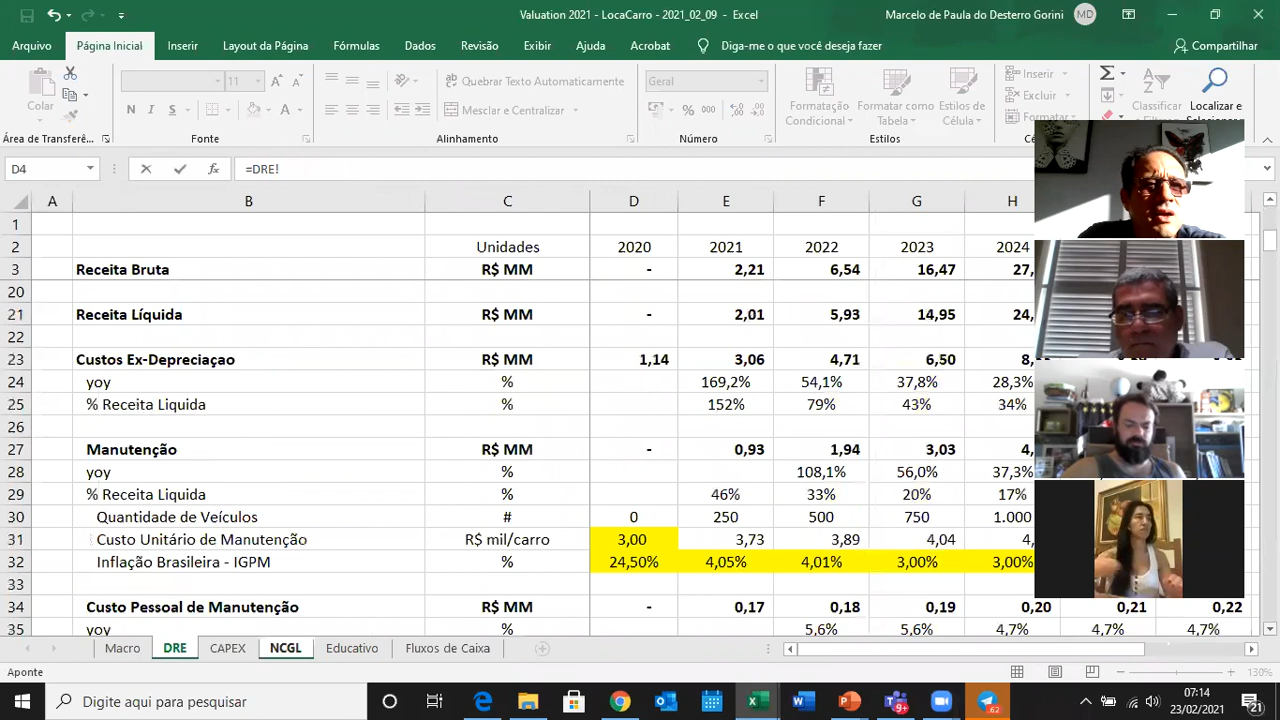 Valuation 2021 - LocaCarro - 2021_02_09 - Excel
Marcelo de Paula do Desterro Gorini MD
Arquivo Página Inicial Inserir Layout da Página Fórmulas Dados Revisão Exibir Ajuda Acrobat Diga-me o que você deseja fazer Compartilhar
Colar
11
N I S
Quebrar Texto Automaticamente
Mesclar e Centralizar
Geral
% 000
Formatação Condicional
Formatar como Tabela
Estilos de Célula
Inserir
Excluir
Formatar
Classificar
Localizar e
Área de Transferê... Fonte Alinhamento Número Estilos
D4 fx =DRE!
A B C D E F G H
1
2 Unidades 2020 2021 2022 2023 2024
3 Receita Bruta R$ MM - 2,21 6,54 16,47 27,
20
21 Receita Líquida R$ MM - 2,01 5,93 14,95 24,
22
23 Custos Ex-Depreciaçao R$ MM 1,14 3,06 4,71 6,50 8,
24 yoy % 169,2% 54,1% 37,8% 28,3%
25 % Receita Liquida % 152% 79% 43% 34%
26
27 Manutenção R$ MM - 0,93 1,94 3,03 4,
28 yoy % 108,1% 56,0% 37,3%
29 % Receita Liquida % 46% 33% 20% 17%
30 Quantidade de Veículos # 0 250 500 750 1.000
31 Custo Unitário de Manutenção R$ mil/carro 3,00 3,73 3,89 4,04 4,
32 Inflação Brasileira - IGPM % 24,50% 4,05% 4,01% 3,00% 3,00%
33
34 Custo Pessoal de Manutenção R$ MM - 0,17 0,18 0,19 0,20 0,21 0,22
35 yoy % 5,6% 5,6% 4,7% 4,7% 4,7%
Macro DRE CAPEX NCGL Educativo Fluxos de Caixa
Aponte 130%
Digite aqui para pesquisar
9+
62
07:14
23/02/2021
21